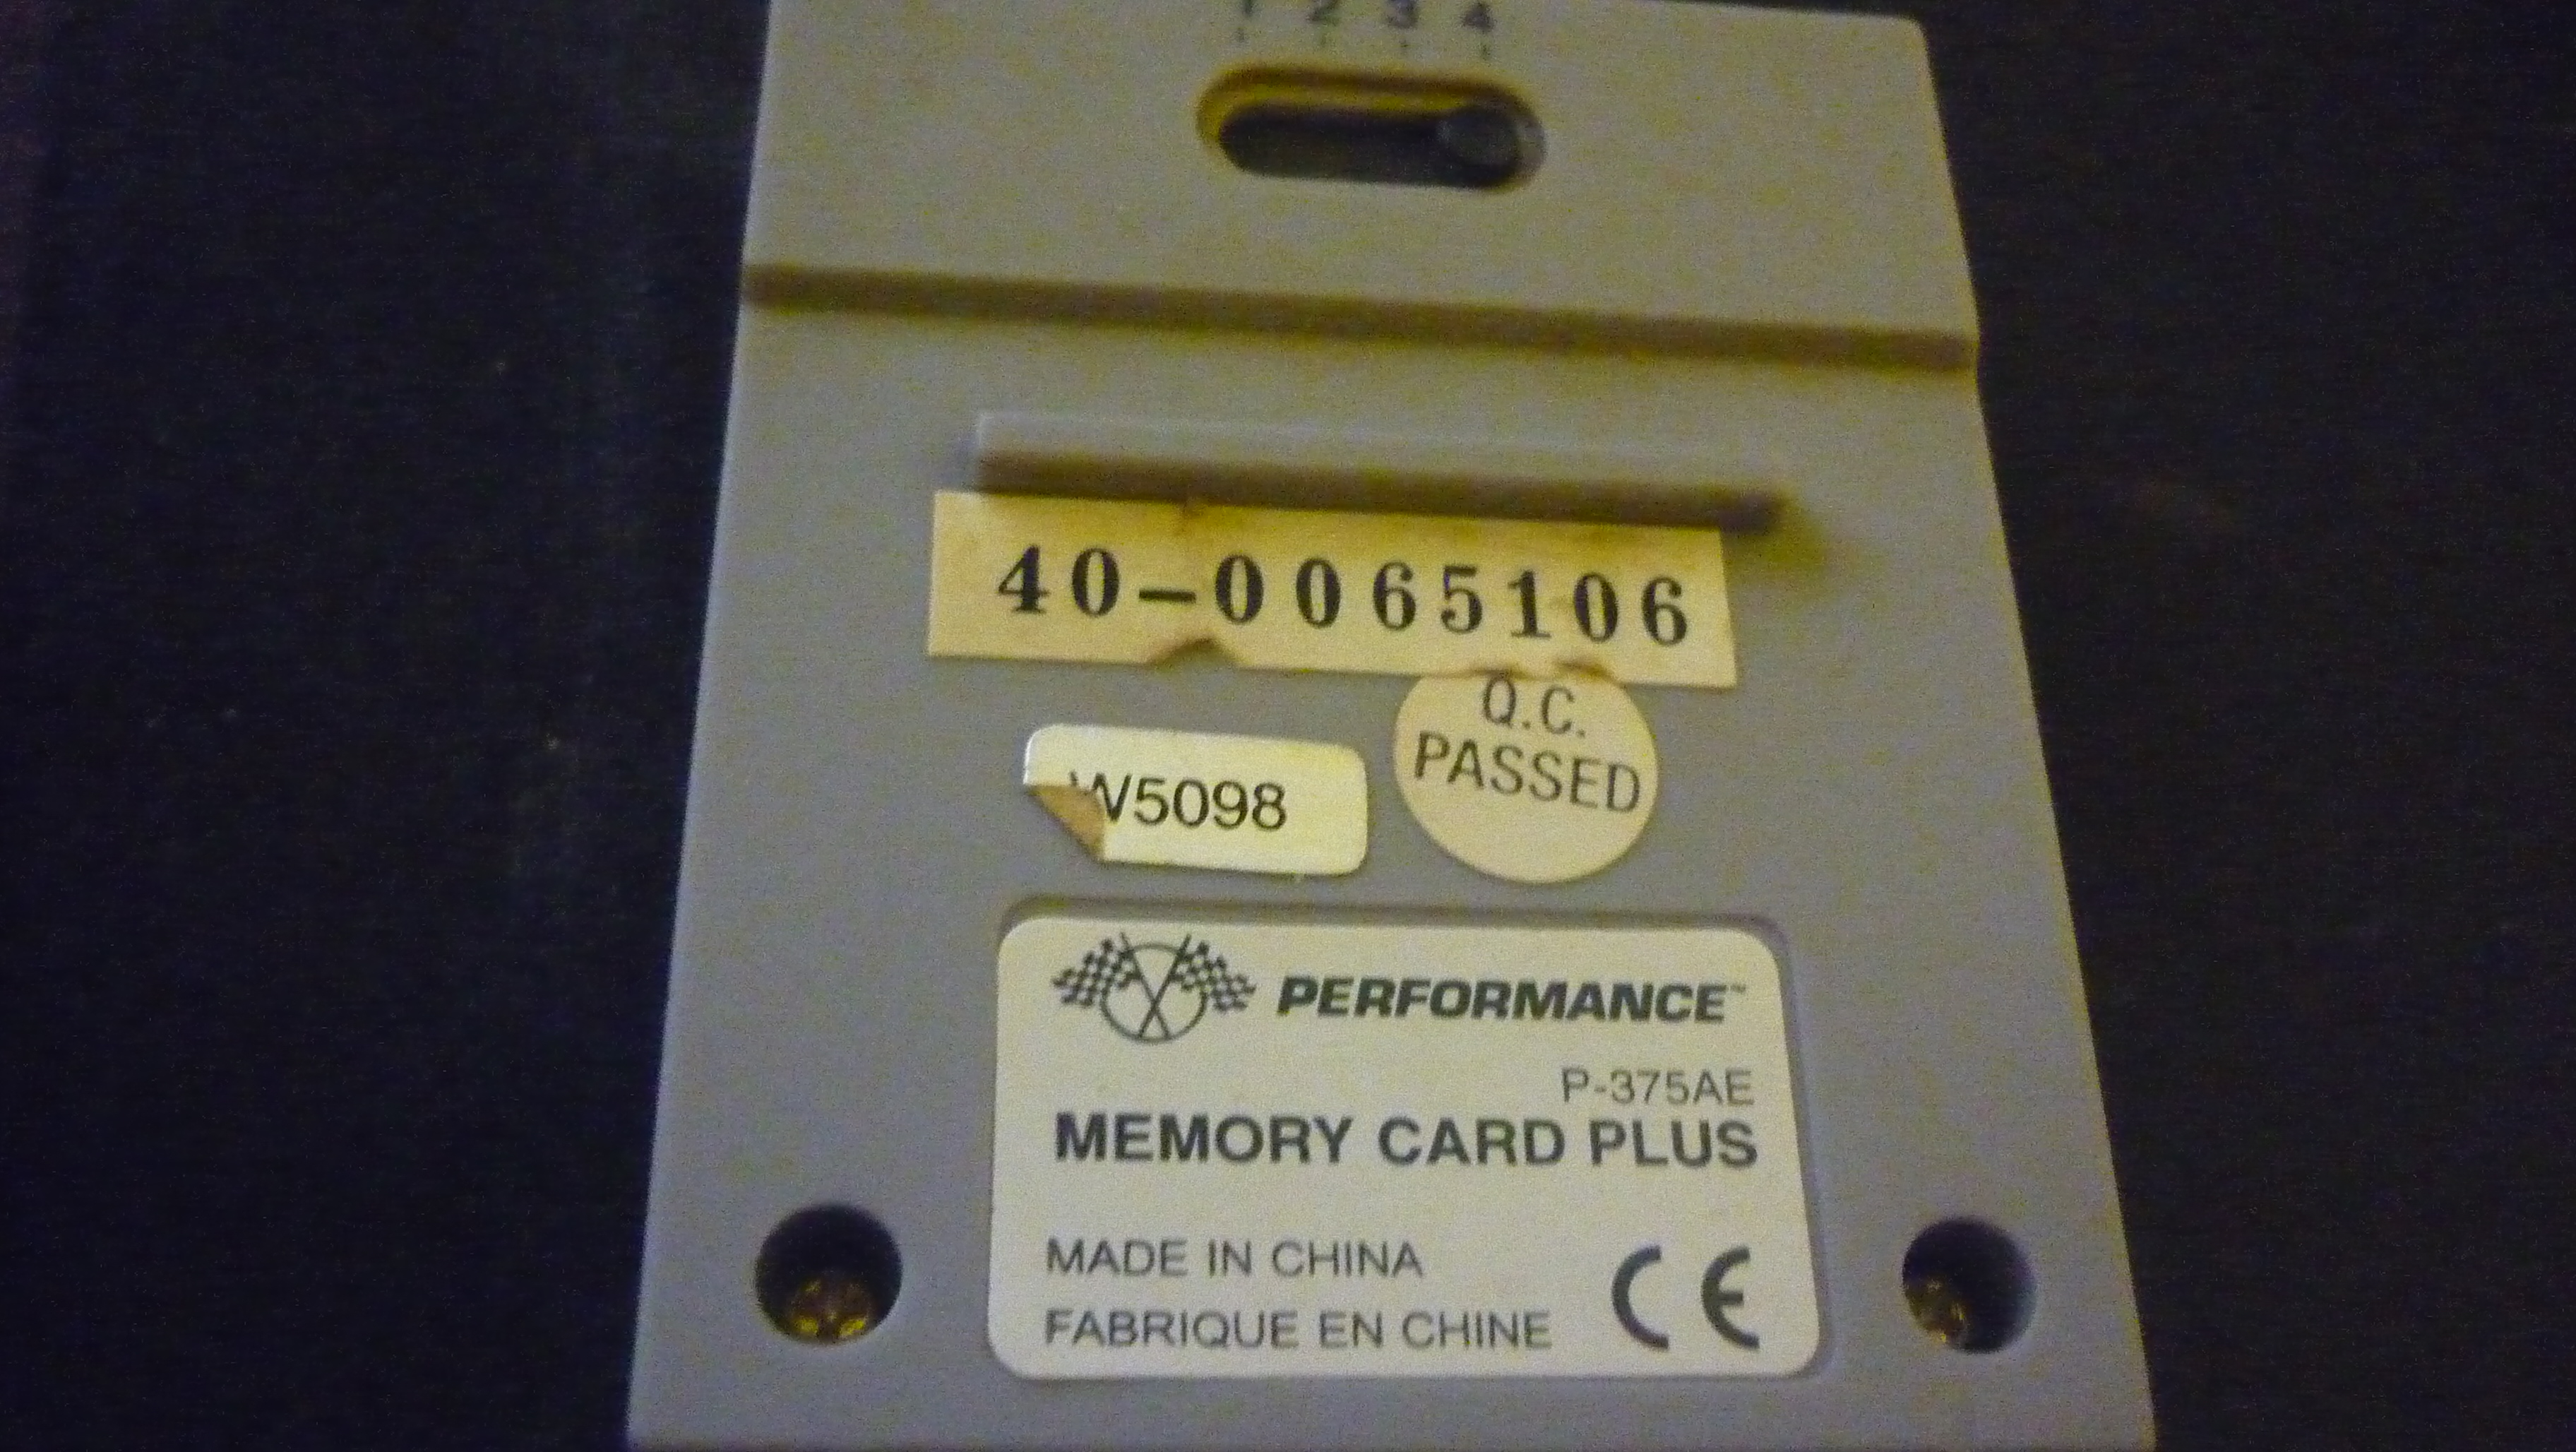 1 2 3 4
40-0065106
Q.C.
PASSED
W5098
PERFORMANCE™
P-375AE
MEMORY CARD PLUS
MADE IN CHINA
FABRIQUE EN CHINE
CE